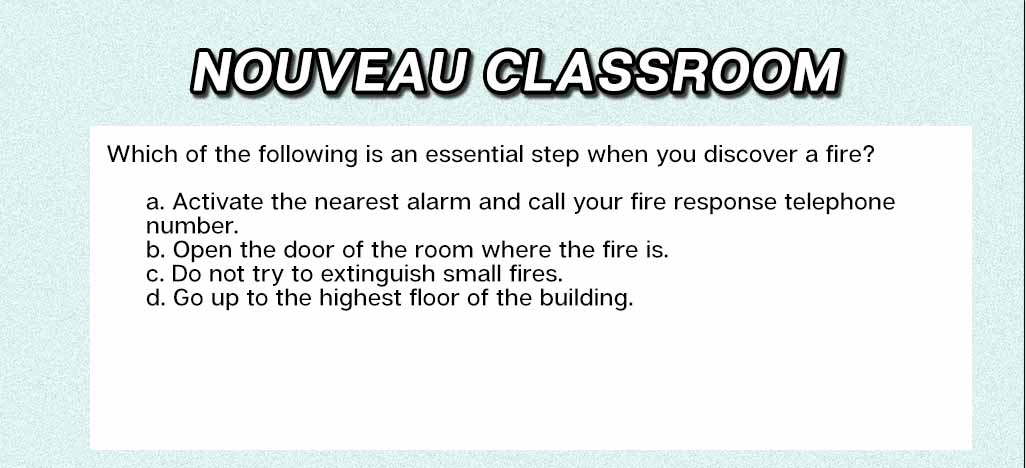 NOUVEAU CLASSROOM
Which of the following is an essential step when you discover a fire?
a. Activate the nearest alarm and call your fire response telephone
number.
b. Open the door of the room where the fire is.
c. Do not try to extinguish small fires.
d. Go up to the highest floor of the building.